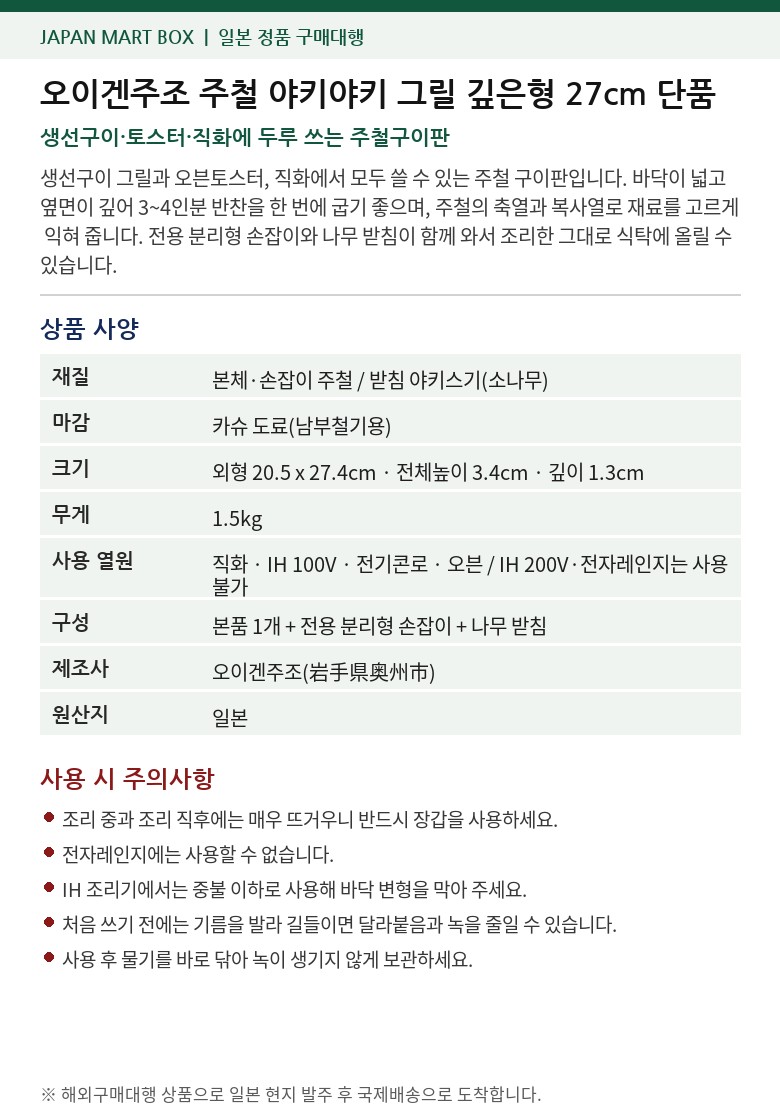 JAPAN MART BOX | 일본 정품 구매대행
오이겐주조 주철 야키야키 그릴 깊은형 27cm 단품
생선구이·토스터·직화에 두루 쓰는 주철구이판
생선구이 그릴과 오븐토스터, 직화에서 모두 쓸 수 있는 주철 구이판입니다. 바닥이 넓고
옆면이 깊어 3~4인분 반찬을 한 번에 굽기 좋으며, 주철의 축열과 복사열로 재료를 고르게
익혀 줍니다. 전용 분리형 손잡이와 나무 받침이 함께 와서 조리한 그대로 식탁에 올릴 수
있습니다.
상품 사양
재질 본체·손잡이 주철 / 받침 야키스기(소나무)
마감 카슈 도료(남부철기용)
크기 외형 20.5 x 27.4cm · 전체높이 3.4cm · 깊이 1.3cm
무게 1.5kg
사용 열원 직화 · IH 100V · 전기콘로 · 오븐 / IH 200V·전자레인지는 사용
불가
구성 본품 1개 + 전용 분리형 손잡이 + 나무 받침
제조사 오이겐주조(岩手県奥州市)
원산지 일본
사용 시 주의사항
● 조리 중과 조리 직후에는 매우 뜨거우니 반드시 장갑을 사용하세요.
● 전자레인지에는 사용할 수 없습니다.
● IH 조리기에서는 중불 이하로 사용해 바닥 변형을 막아 주세요.
● 처음 쓰기 전에는 기름을 발라 길들이면 달라붙음과 녹을 줄일 수 있습니다.
● 사용 후 물기를 바로 닦아 녹이 생기지 않게 보관하세요.
※ 해외구매대행 상품으로 일본 현지 발주 후 국제배송으로 도착합니다.